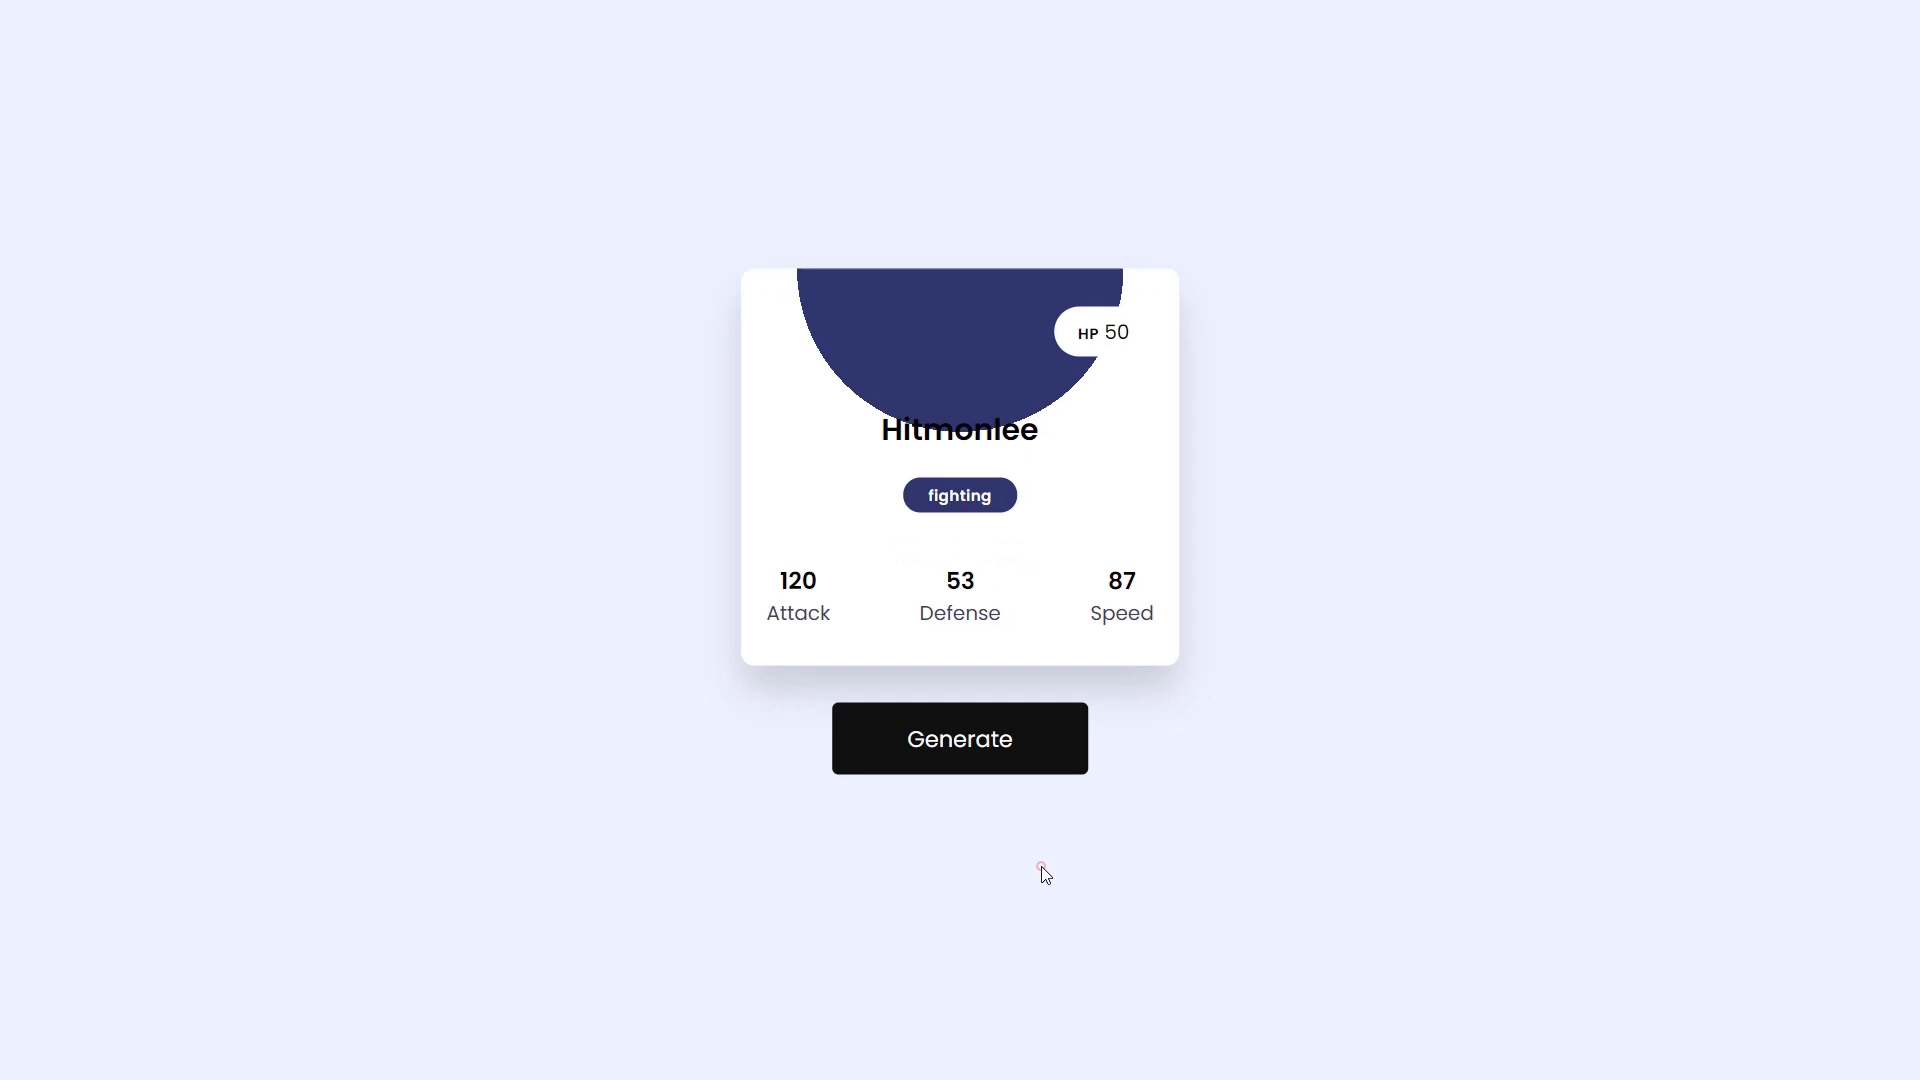 HP 50
Hitmonlee
fighting
120 53 87
Attack Defense Speed
Generate